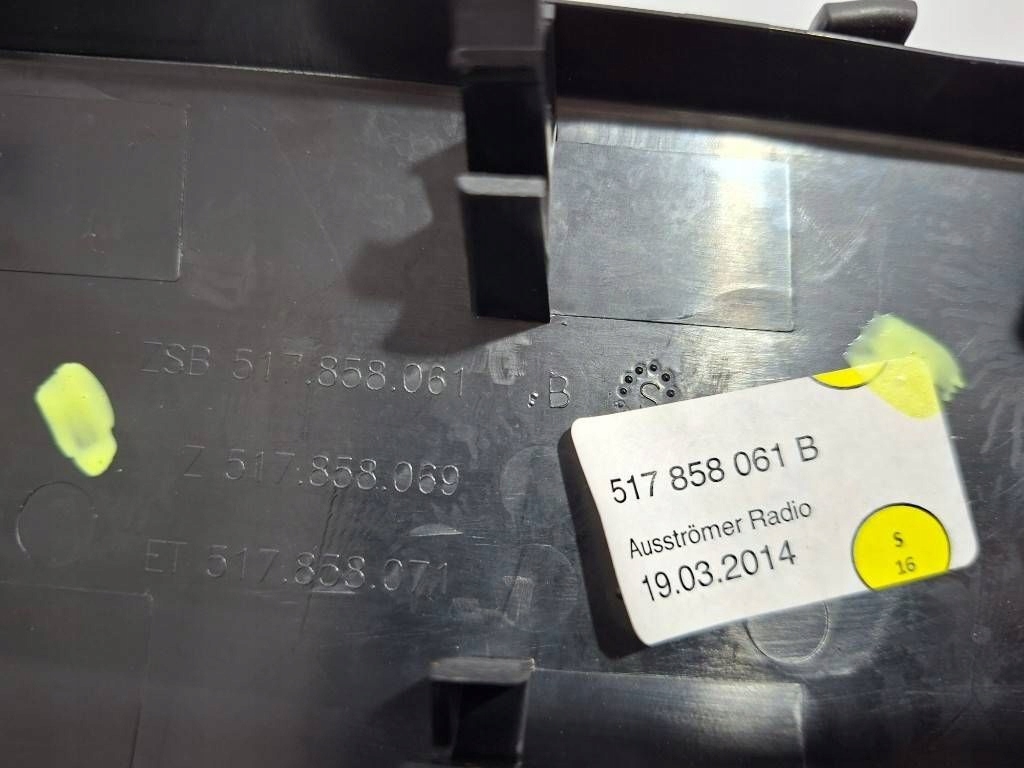 ZSB 517.858.061 B
S
Z 517.858.069
ET 517.858.071
517 858 061 B
Ausströmer Radio
19.03.2014
S
16